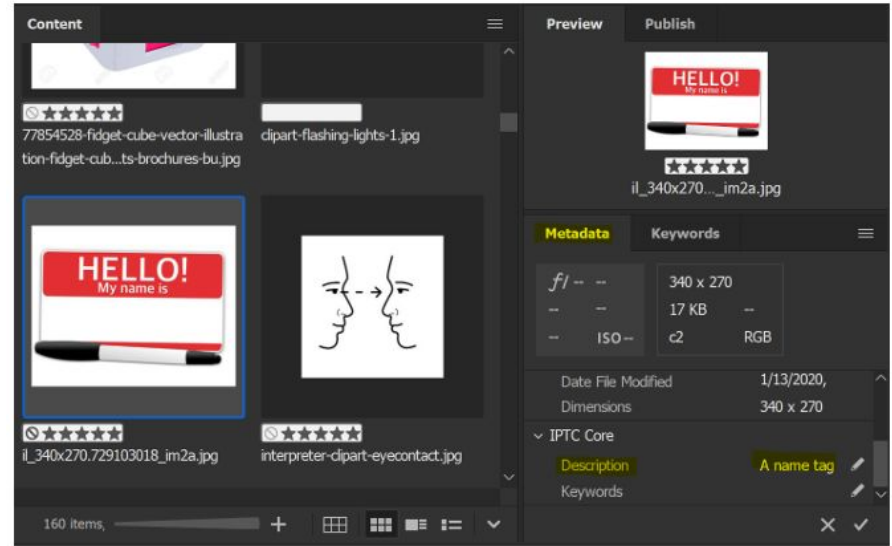 Content
77854528-fidget-cube-vector-illustra
tion-fidget-cub...ts-brochures-bu.jpg
clipart-flashing-lights-1.jpg
HELLO!
My name is
il_340x270.729103018_im2a.jpg
interpreter-clipart-eyecontact.jpg
160 items,
Preview Publish
HELLO!
My name is
il_340x270..._im2a.jpg
Metadata Keywords
f/ -- --
-- --
-- ISO --
340 x 270
17 KB --
c2 RGB
Date File Modified 1/13/2020,
Dimensions 340 x 270
IPTC Core
Description A name tag
Keywords